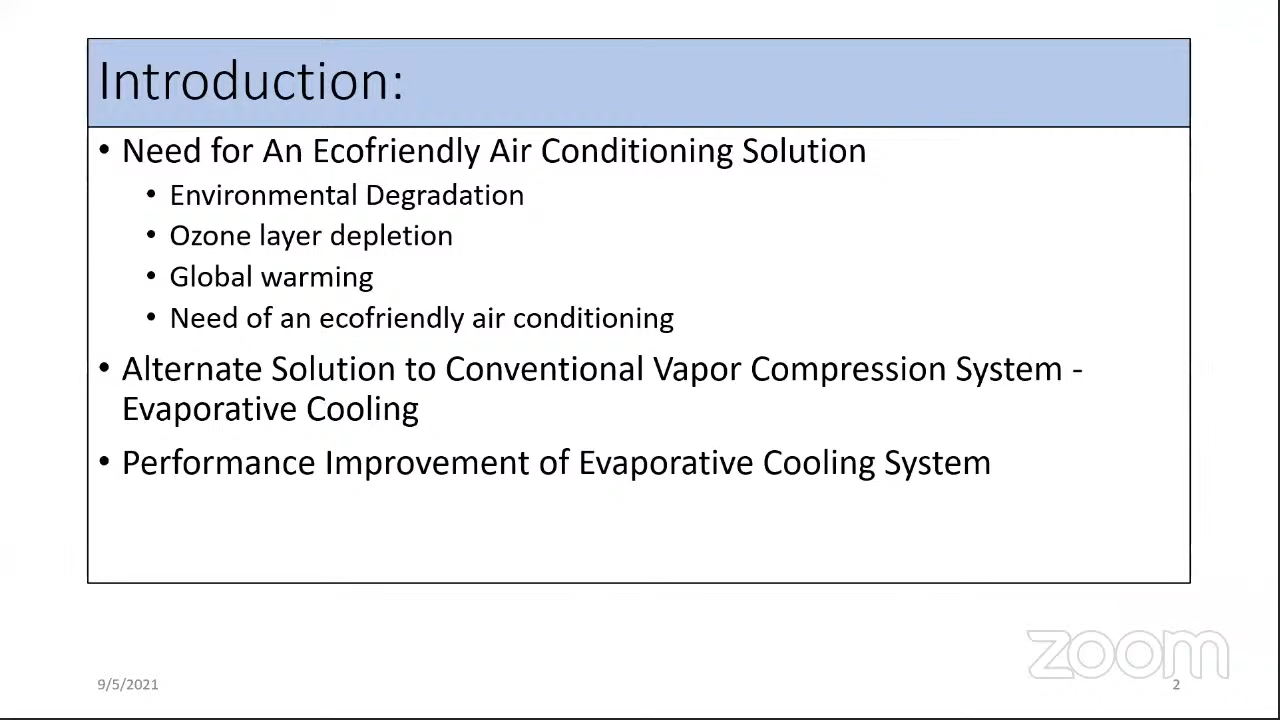 Introduction:
• Need for An Ecofriendly Air Conditioning Solution
• Environmental Degradation
• Ozone layer depletion
• Global warming
• Need of an ecofriendly air conditioning
• Alternate Solution to Conventional Vapor Compression System -
Evaporative Cooling
• Performance Improvement of Evaporative Cooling System
zoom
9/5/2021
2